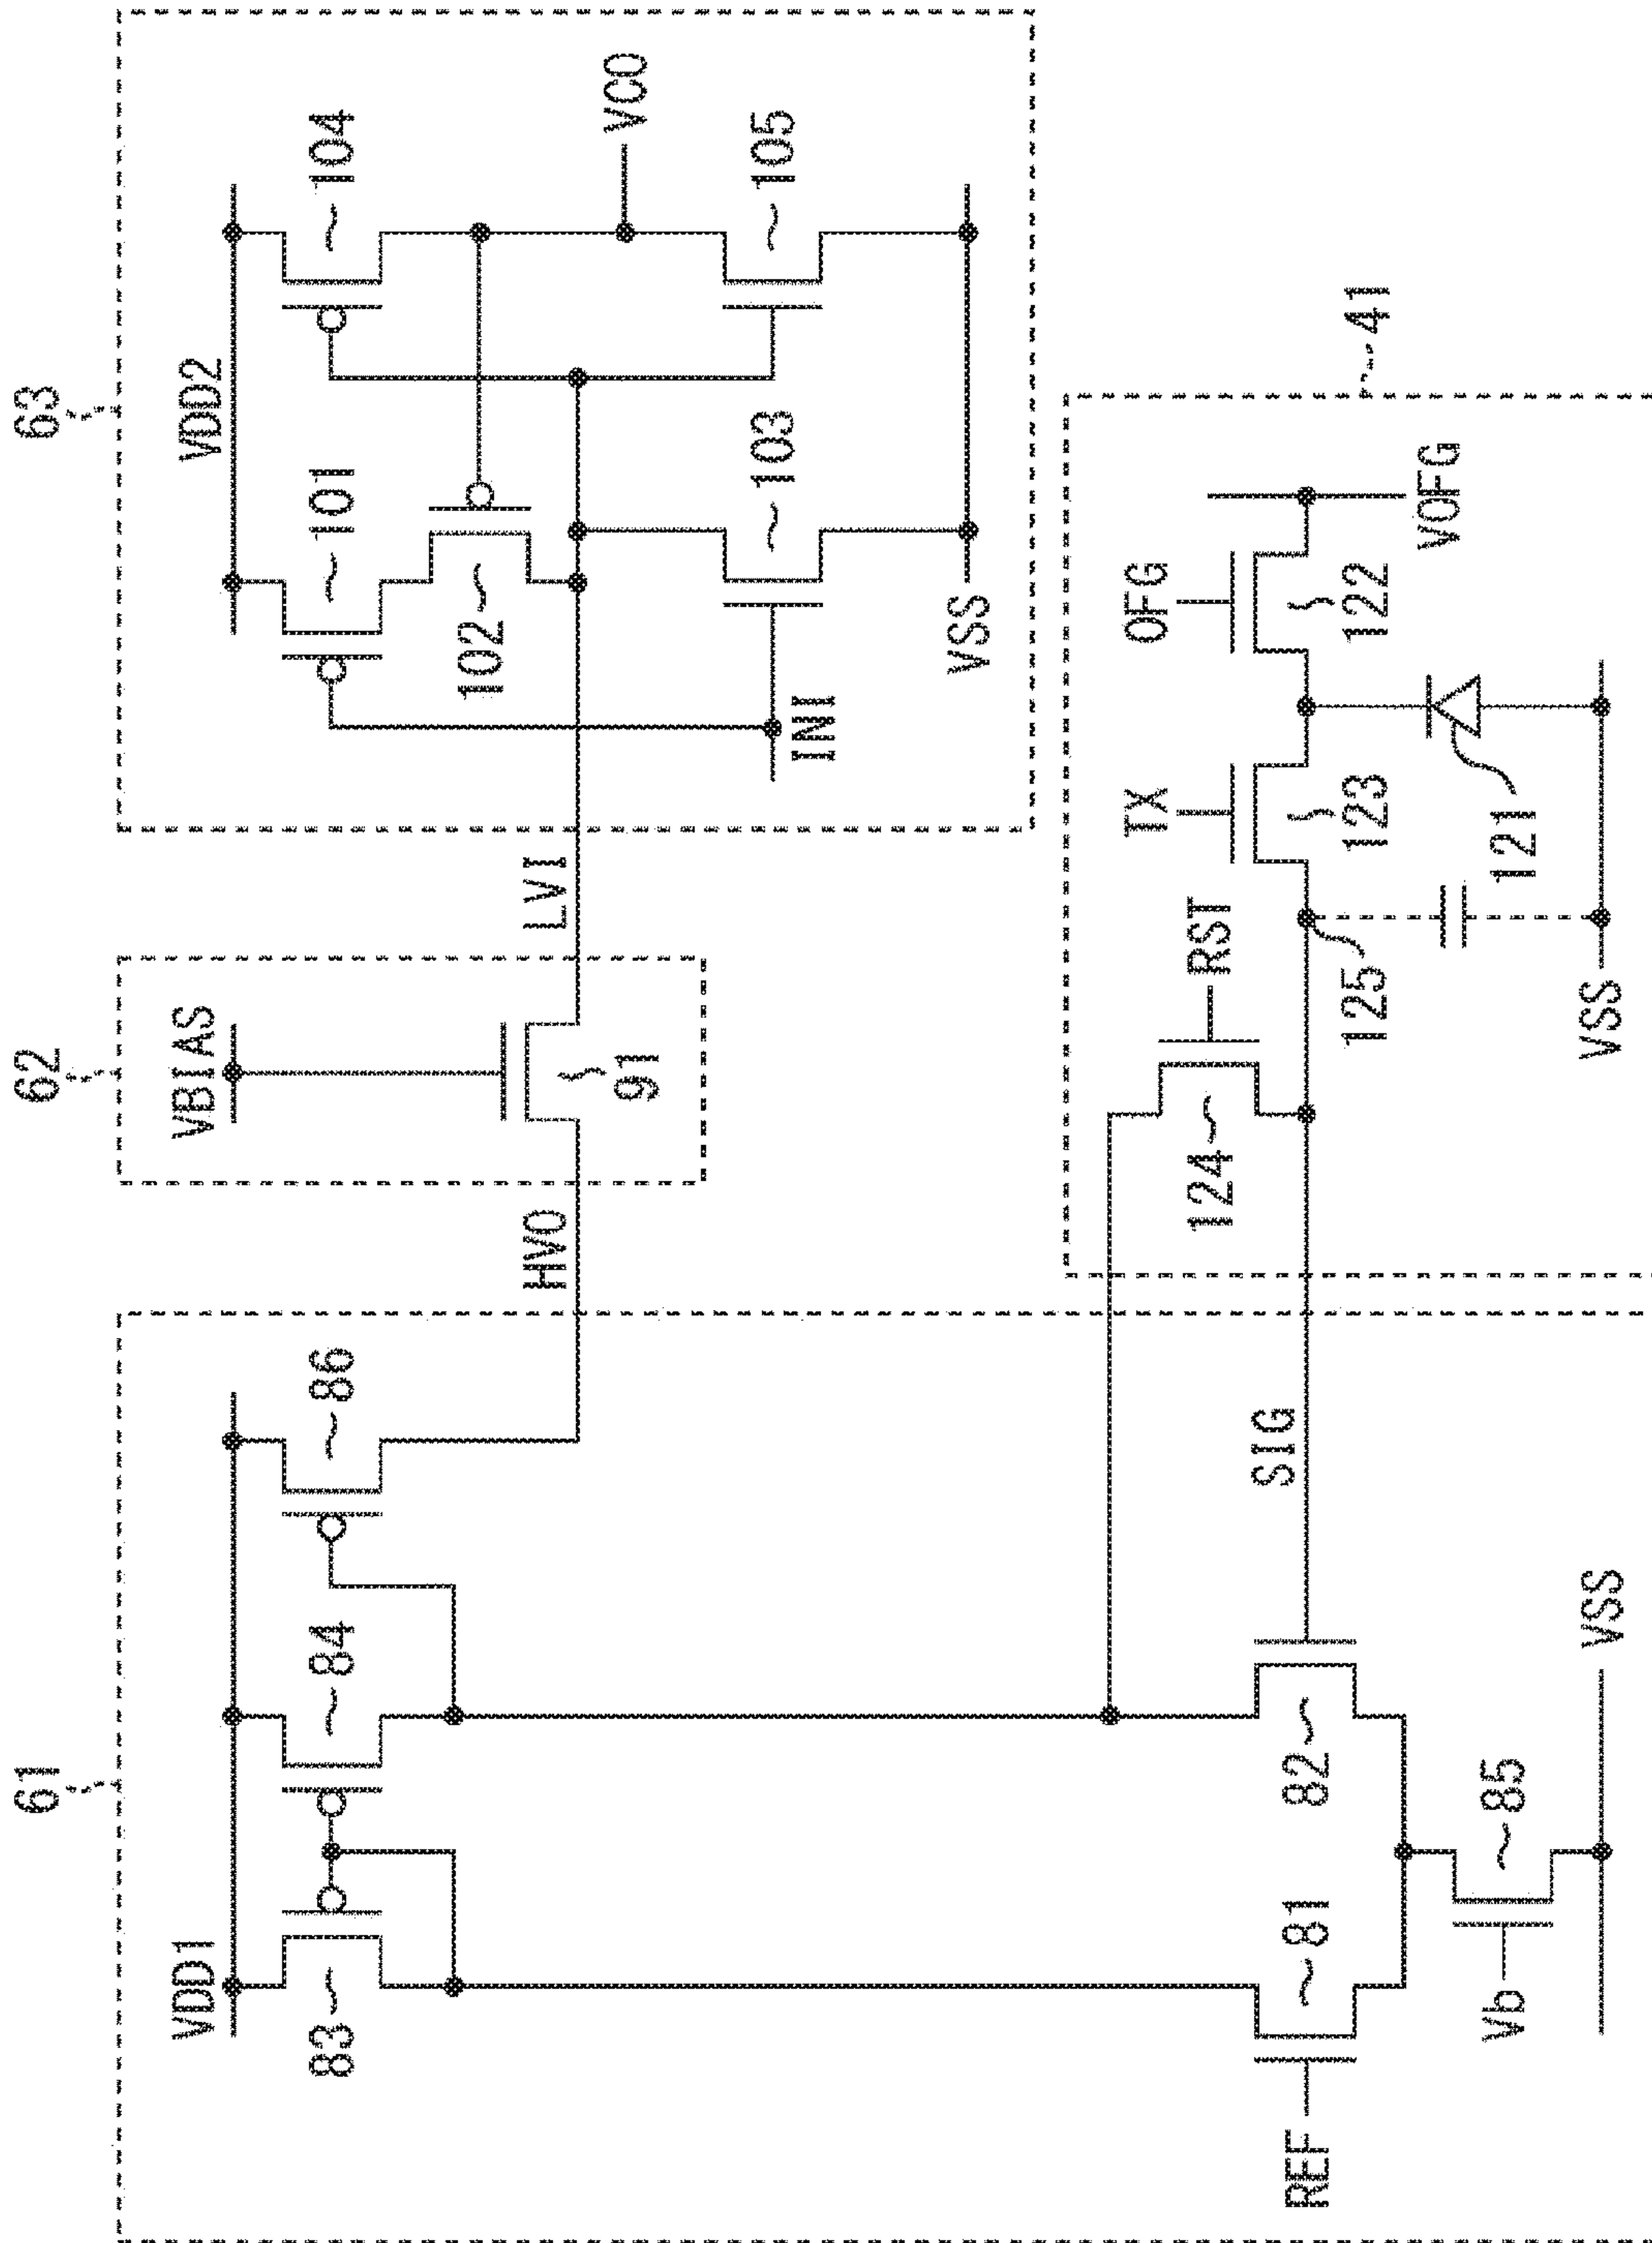 61
62
63
VDD1
83
84
86
HVO
VBIAS
91
LVI
VDD2
101
104
102
VCO
103
105
INI
VSS
REF
81
82
SIG
Vb
85
VSS
41
124
RST
TX
OFG
123
122
VOFG
125
121
VSS